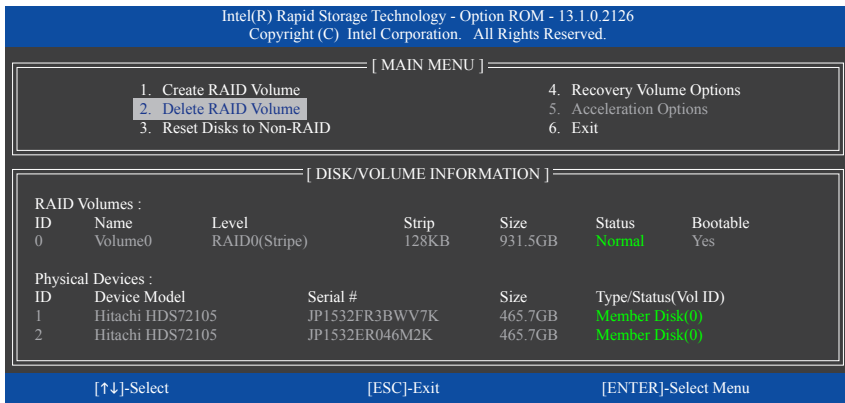 Intel(R) Rapid Storage Technology - Option ROM - 13.1.0.2126
Copyright (C) Intel Corporation. All Rights Reserved.
[ MAIN MENU ]
1. Create RAID Volume 4. Recovery Volume Options
2. Delete RAID Volume 5. Acceleration Options
3. Reset Disks to Non-RAID 6. Exit
[ DISK/VOLUME INFORMATION ]
RAID Volumes :
ID Name Level Strip Size Status Bootable
0 Volume0 RAID0(Stripe) 128KB 931.5GB Normal Yes
Physical Devices :
ID Device Model Serial # Size Type/Status(Vol ID)
1 Hitachi HDS72105 JP1532FR3BWV7K 465.7GB Member Disk(0)
2 Hitachi HDS72105 JP1532ER046M2K 465.7GB Member Disk(0)
[↑↓]-Select [ESC]-Exit [ENTER]-Select Menu